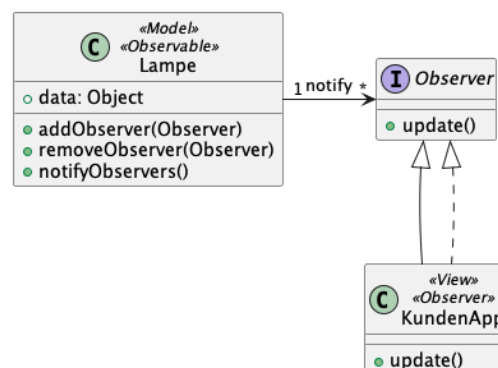 «Model»
«Observable»
C
Lampe
data: Object
addObserver(Observer)
removeObserver(Observer)
notifyObservers()
1 notify *
I Observer
update()
«View»
«Observer»
C
KundenApp
update()